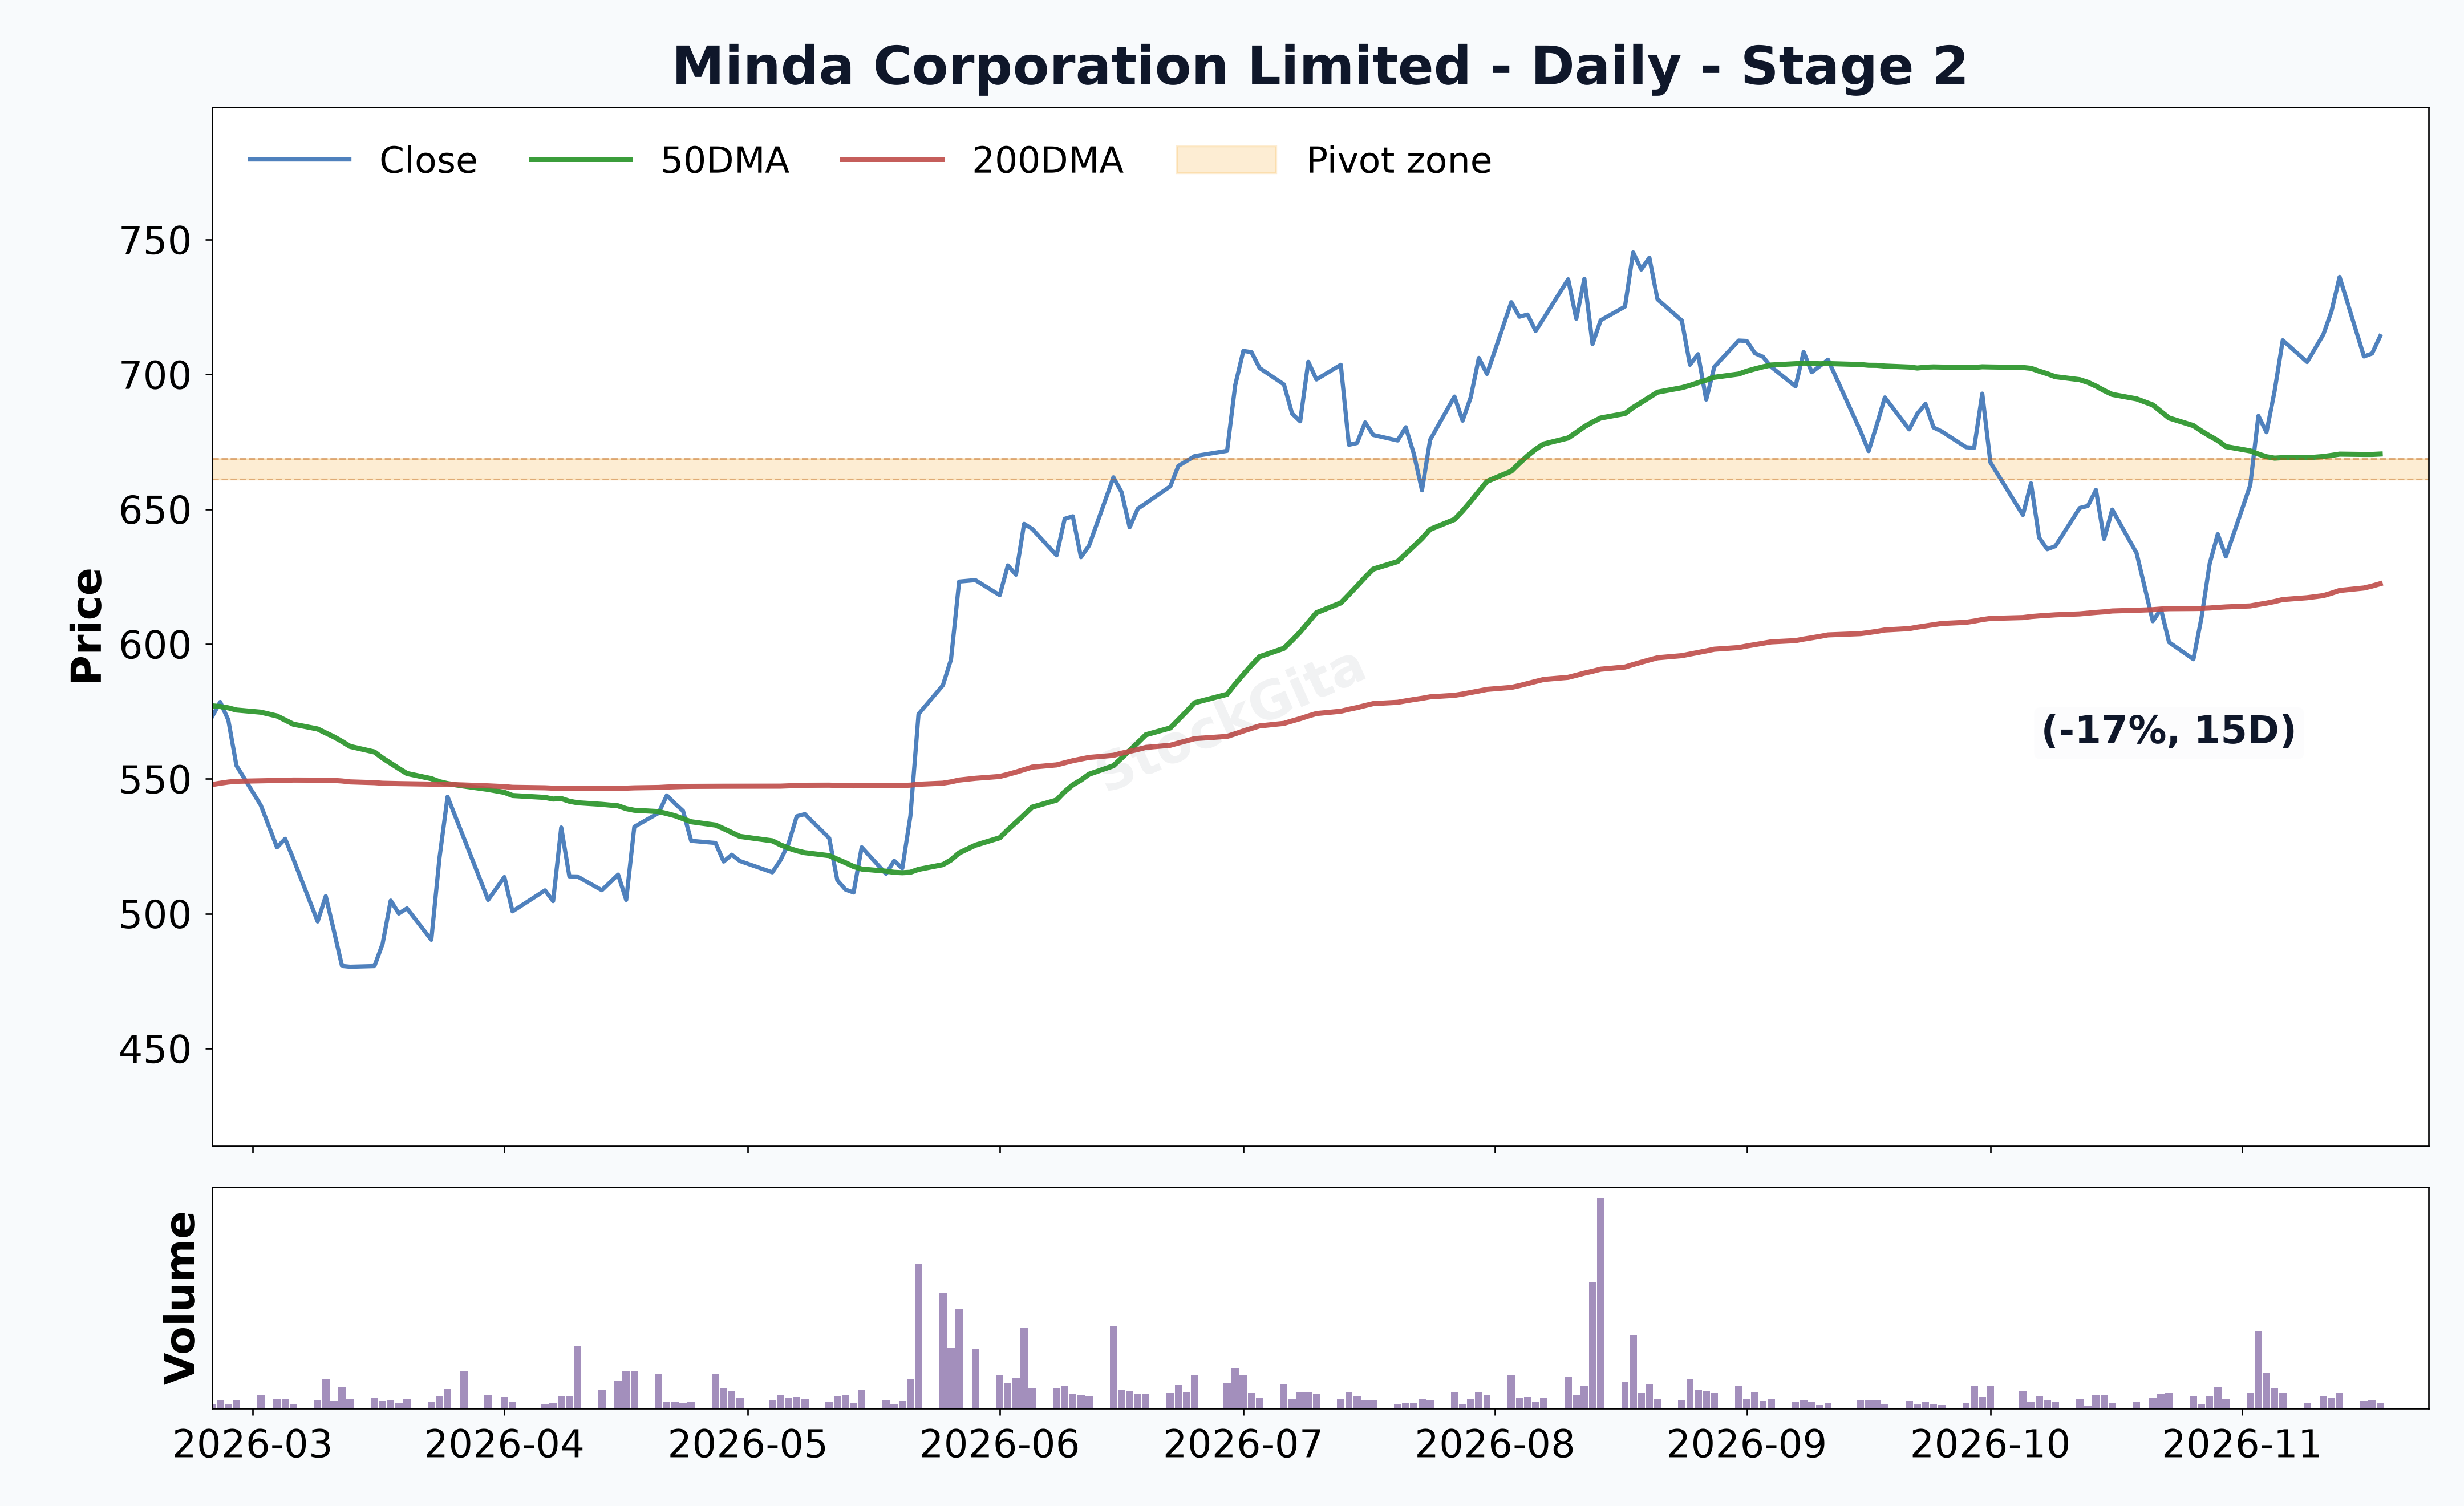 Minda Corporation Limited - Daily - Stage 2
Close 50DMA 200DMA Pivot zone
750
700
650
600
550
500
450
Price
StockGita
(-17%, 15D)
Volume
2026-03 2026-04 2026-05 2026-06 2026-07 2026-08 2026-09 2026-10 2026-11